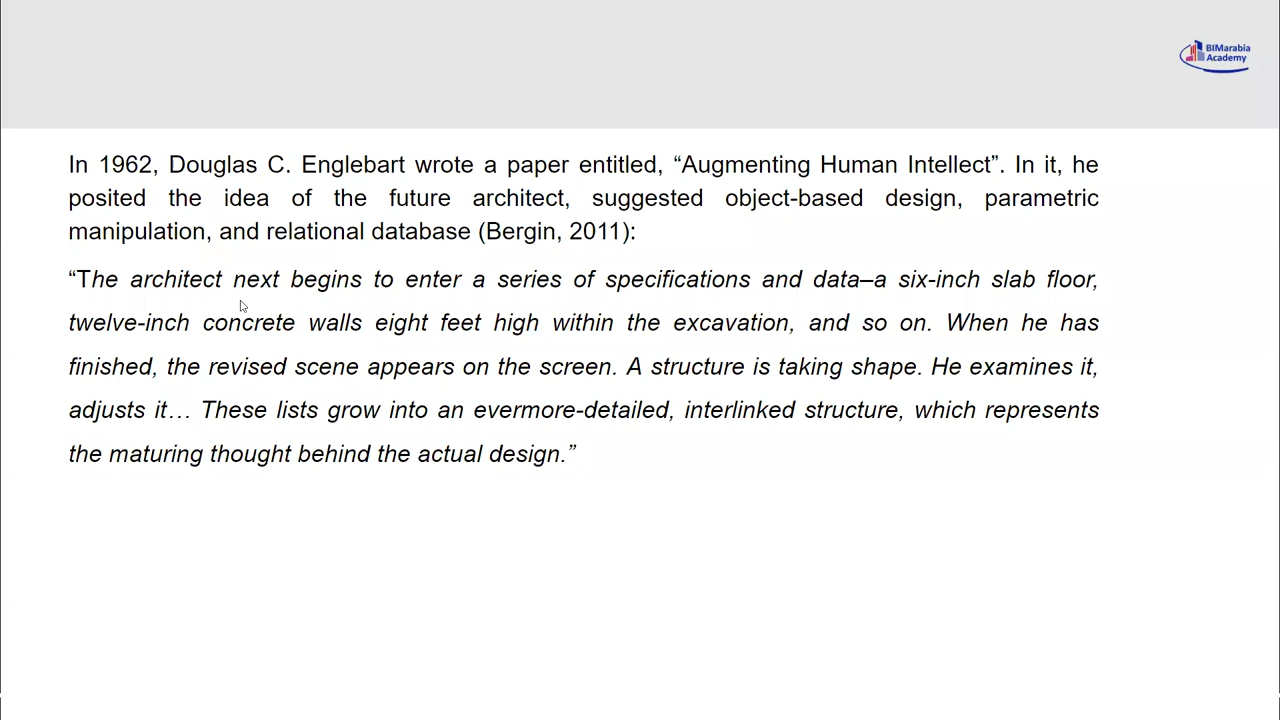 BIMarabia
Academy
In 1962, Douglas C. Englebart wrote a paper entitled, “Augmenting Human Intellect”. In it, he
posited the idea of the future architect, suggested object-based design, parametric
manipulation, and relational database (Bergin, 2011):
“The architect next begins to enter a series of specifications and data–a six-inch slab floor,
twelve-inch concrete walls eight feet high within the excavation, and so on. When he has
finished, the revised scene appears on the screen. A structure is taking shape. He examines it,
adjusts it… These lists grow into an evermore-detailed, interlinked structure, which represents
the maturing thought behind the actual design.”